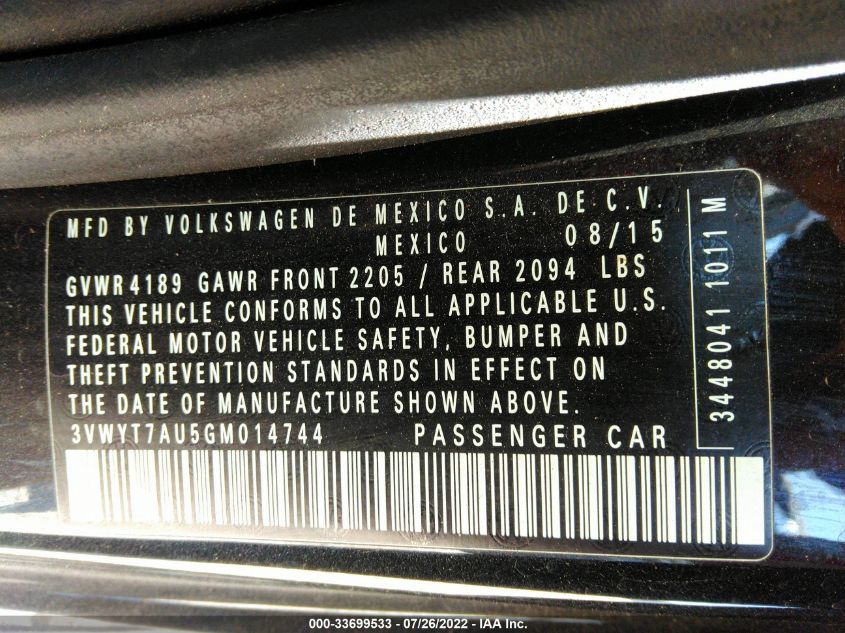 MFD BY VOLKSWAGEN DE MEXICO S.A. DE C.V.
MEXICO 08/15
GVWR 4189 GAWR FRONT 2205 / REAR 2094 LBS
THIS VEHICLE CONFORMS TO ALL APPLICABLE U.S.
FEDERAL MOTOR VEHICLE SAFETY, BUMPER AND
THEFT PREVENTION STANDARDS IN EFFECT ON
THE DATE OF MANUFACTURE SHOWN ABOVE.
3VWYT7AU5GM014744 PASSENGER CAR
3448041 1011 M
000-33699533 - 07/26/2022 - IAA Inc.